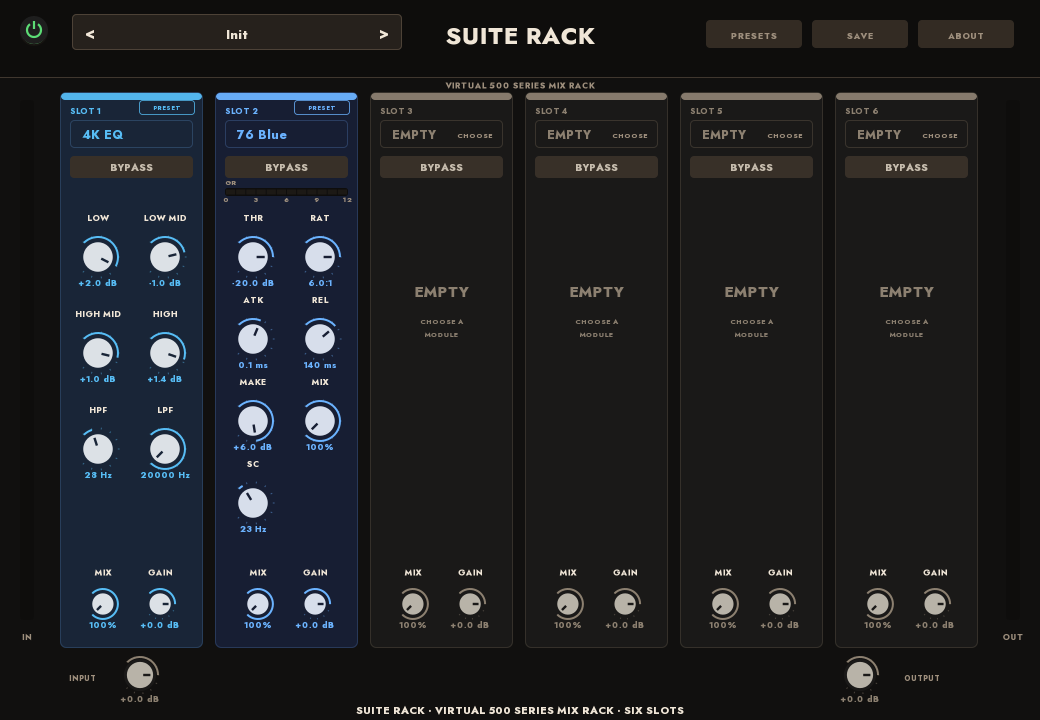 < Init >
SUITE RACK
PRESETS SAVE ABOUT
VIRTUAL 500 SERIES MIX RACK
SLOT 1 PRESET SLOT 2 PRESET SLOT 3 SLOT 4 SLOT 5 SLOT 6
4K EQ 76 Blue EMPTY CHOOSE EMPTY CHOOSE EMPTY CHOOSE EMPTY CHOOSE
BYPASS BYPASS BYPASS BYPASS BYPASS BYPASS
GR
0 3 6 9 12
LOW LOW MID THR RAT
+2.0 dB -1.0 dB -20.0 dB 6.0:1
EMPTY EMPTY EMPTY EMPTY
ATK REL
HIGH MID HIGH
CHOOSE A CHOOSE A CHOOSE A CHOOSE A
MODULE MODULE MODULE MODULE
0.1 ms 140 ms
+1.0 dB +1.4 dB
MAKE MIX
HPF LPF
+6.0 dB 100%
SC
28 Hz 20000 Hz
23 Hz
MIX GAIN MIX GAIN MIX GAIN MIX GAIN MIX GAIN MIX GAIN
100% +0.0 dB 100% +0.0 dB 100% +0.0 dB 100% +0.0 dB 100% +0.0 dB 100% +0.0 dB
IN OUT
INPUT OUTPUT
+0.0 dB +0.0 dB
SUITE RACK · VIRTUAL 500 SERIES MIX RACK · SIX SLOTS